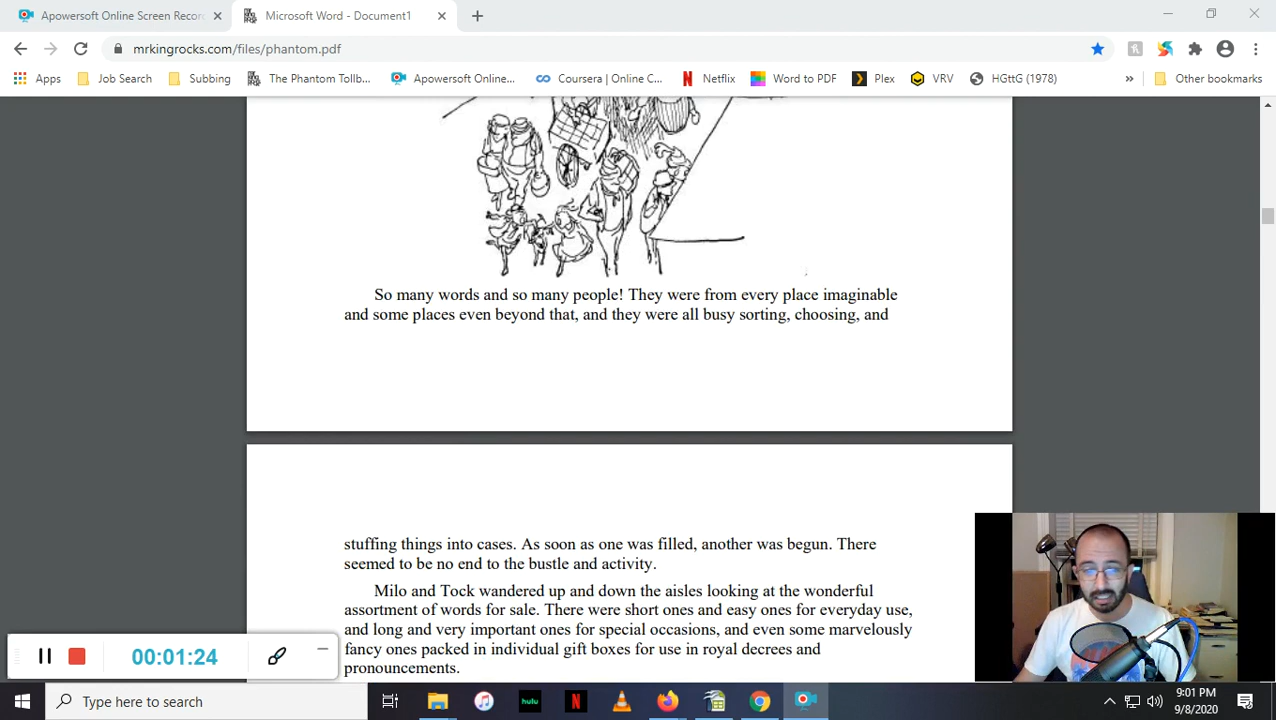 Apowersoft Online Screen Recor
Microsoft Word - Document1
mrkingrocks.com/files/phantom.pdf
Apps
Job Search
Subbing
The Phantom Tollb...
Apowersoft Online...
Coursera | Online C...
Netflix
Word to PDF
Plex
VRV
HGttG (1978)
»
Other bookmarks
So many words and so many people! They were from every place imaginable
and some places even beyond that, and they were all busy sorting, choosing, and
stuffing things into cases. As soon as one was filled, another was begun. There
seemed to be no end to the bustle and activity.
Milo and Tock wandered up and down the aisles looking at the wonderful
assortment of words for sale. There were short ones and easy ones for everyday use,
and long and very important ones for special occasions, and even some marvelously
fancy ones packed in individual gift boxes for use in royal decrees and
pronouncements.
00:01:24
Type here to search
hulu
9:01 PM
9/8/2020